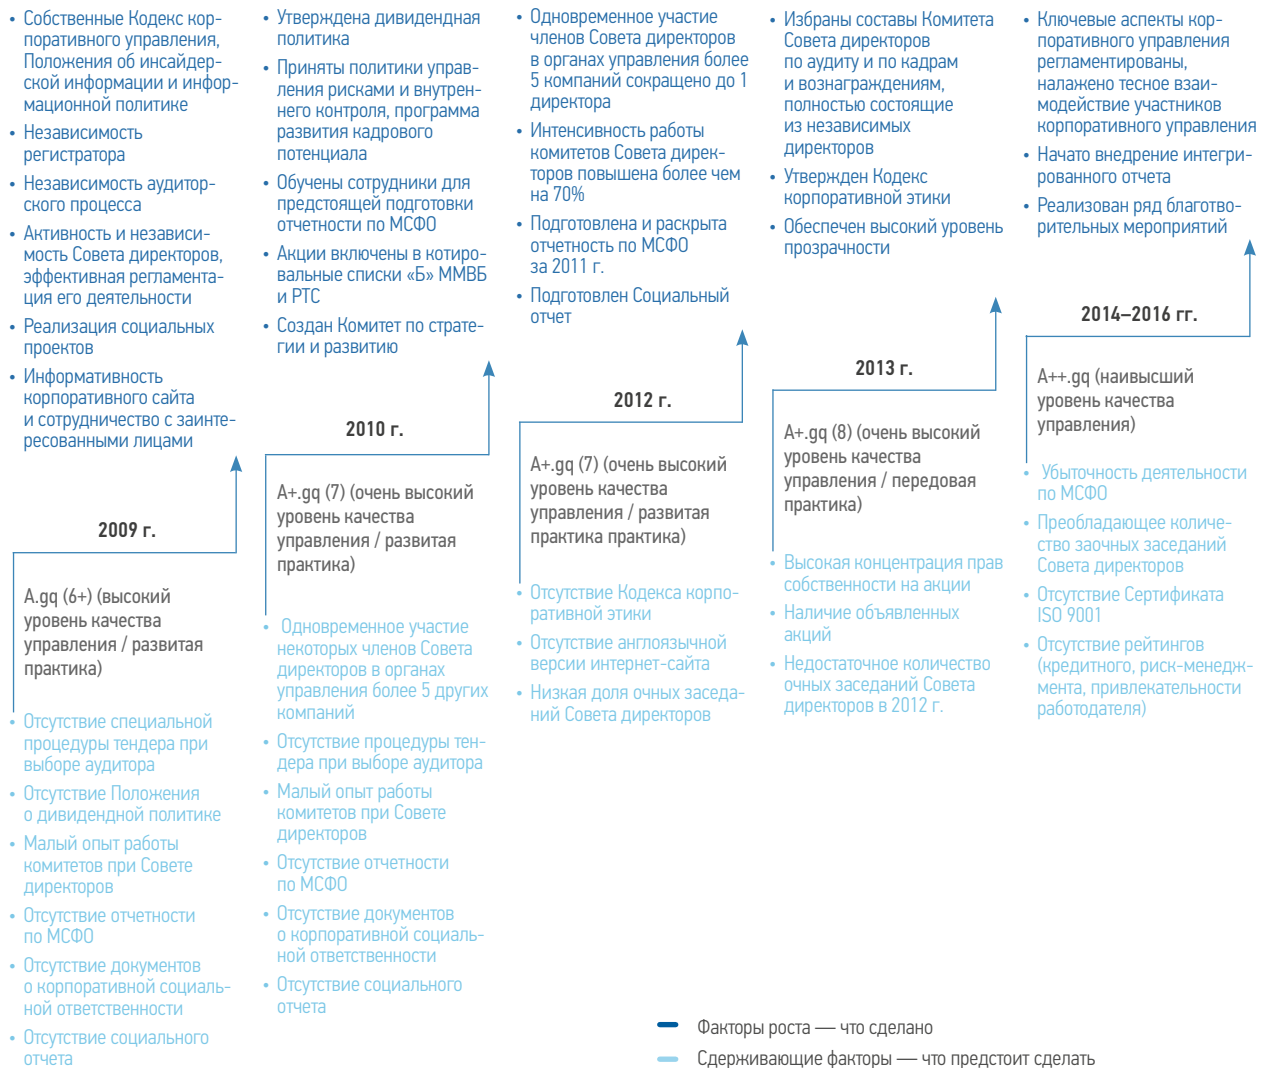 • Собственные Кодекс кор-
поративного управления,
Положения об инсайдер-
ской информации и инфор-
мационной политике
• Независимость
регистратора
• Независимость аудитор-
ского процесса
• Активность и независи-
мость Совета директоров,
эффективная регламента-
ция его деятельности
• Реализация социальных
проектов
• Информативность
корпоративного сайта
и сотрудничество с заинте-
ресованными лицами
2009 г.
A.gq (6+) (высокий
уровень качества
управления / развитая
практика)
• Отсутствие специальной
процедуры тендера при
выборе аудитора
• Отсутствие Положения
о дивидендной политике
• Малый опыт работы
комитетов при Совете
директоров
• Отсутствие отчетности
по МСФО
• Отсутствие документов
о корпоративной социаль-
ной ответственности
• Отсутствие социального
отчета
• Утверждена дивидендная
политика
• Приняты политики управ-
ления рисками и внутрен-
него контроля, программа
развития кадрового
потенциала
• Обучены сотрудники для
предстоящей подготовки
отчетности по МСФО
• Акции включены в котиро-
вальные списки «Б» ММВБ
и РТС
• Создан Комитет по страте-
гии и развитию
2010 г.
A+.gq (7) (очень высокий
уровень качества
управления / развитая
практика)
• Одновременное участие
некоторых членов Совета
директоров в органах
управления более 5 других
компаний
• Отсутствие процедуры тен-
дера при выборе аудитора
• Малый опыт работы
комитетов при Совете
директоров
• Отсутствие отчетности
по МСФО
• Отсутствие документов
о корпоративной социаль-
ной ответственности
• Отсутствие социального
отчета
• Одновременное участие
членов Совета директоров
в органах управления более
5 компаний сокращено до 1
директора
• Интенсивность работы
комитетов Совета дирек-
торов повышена более чем
на 70%
• Подготовлена и раскрыта
отчетность по МСФО
за 2011 г.
• Подготовлен Социальный
отчет
2012 г.
A+.gq (7) (очень высокий
уровень качества
управления / развитая
практика практика)
• Отсутствие Кодекса корпо-
ративной этики
• Отсутствие англоязычной
версии интернет-сайта
• Низкая доля очных заседа-
ний Совета директоров
• Избраны составы Комитета
Совета директоров
по аудиту и по кадрам
и вознаграждениям,
полностью состоящие
из независимых
директоров
• Утвержден Кодекс
корпоративной этики
• Обеспечен высокий уровень
прозрачности
2013 г.
A+.gq (8) (очень высокий
уровень качества
управления / передовая
практика)
• Высокая концентрация прав
собственности на акции
• Наличие объявленных
акций
• Недостаточное количество
очных заседаний Совета
директоров в 2012 г.
• Ключевые аспекты кор-
поративного управления
регламентированы,
налажено тесное взаи-
модействие участников
корпоративного управления
• Начато внедрение интегри-
рованного отчета
• Реализован ряд благотво-
рительных мероприятий
2014–2016 гг.
A++.gq (наивысший
уровень качества
управления)
• Убыточность деятельности
по МСФО
• Преобладающее количе-
ство заочных заседаний
Совета директоров
• Отсутствие Сертификата
ISO 9001
• Отсутствие рейтингов
(кредитного, риск-менедж-
мента, привлекательности
работодателя)
Факторы роста — что сделано
Сдерживающие факторы — что предстоит сделать